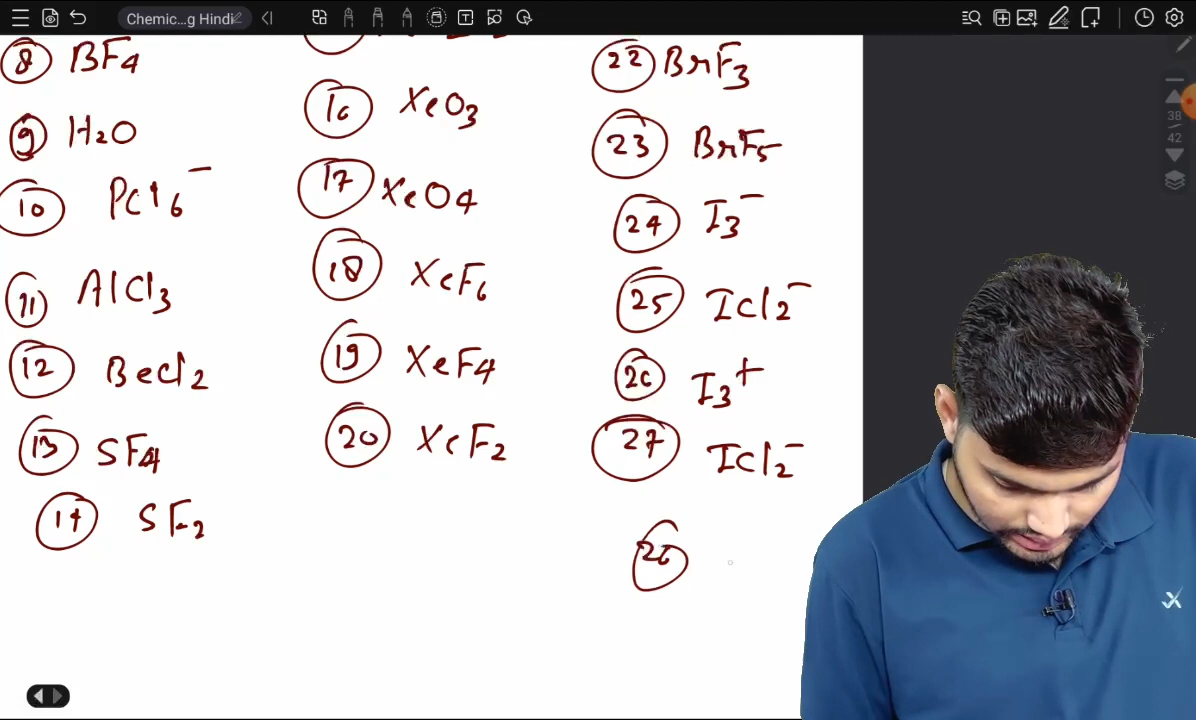 Chemic...g Hindi
38
42
8 BF4
9 H2O
10 PCl6⁻
11 AlCl3
12 BeCl2
13 SF4
14 SF2
16 XeO3
17 XeO4
18 XeF6
19 XeF4
20 XeF2
22 BrF3
23 BrF5
24 I3⁻
25 ICl2⁻
26 I3⁺
27 ICl2⁻